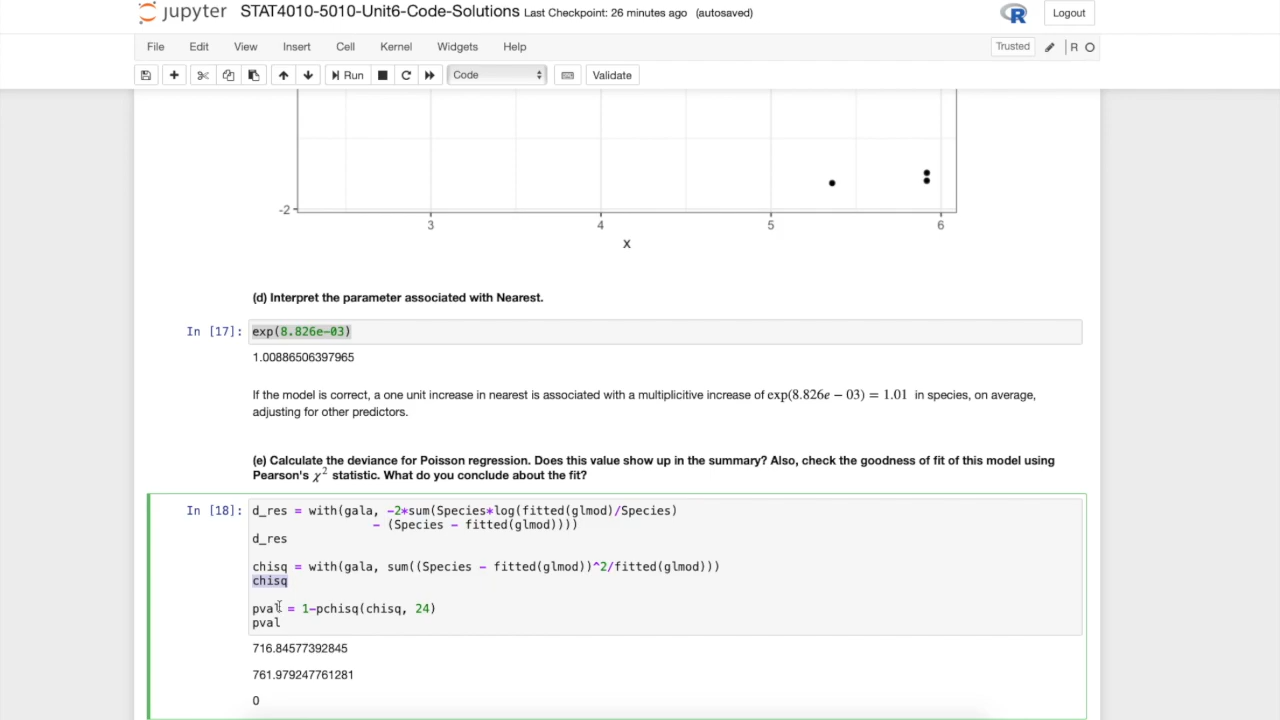 jupyter STAT4010-5010-Unit6-Code-Solutions Last Checkpoint: 26 minutes ago (autosaved) R Logout
File Edit View Insert Cell Kernel Widgets Help Trusted R
Run Code Validate
-2
3 4 5 6
x
(d) Interpret the parameter associated with Nearest.
In [17]: exp(8.826e-03)
1.00886506397965
If the model is correct, a one unit increase in nearest is associated with a multiplicitive increase of exp(8.826e − 03) = 1.01 in species, on average,
adjusting for other predictors.
(e) Calculate the deviance for Poisson regression. Does this value show up in the summary? Also, check the goodness of fit of this model using
Pearson's χ² statistic. What do you conclude about the fit?
In [18]: d_res = with(gala, -2*sum(Species*log(fitted(glmod)/Species)
- (Species - fitted(glmod))))
d_res
chisq = with(gala, sum((Species - fitted(glmod))^2/fitted(glmod)))
chisq
pval = 1-pchisq(chisq, 24)
pval
716.84577392845
761.979247761281
0